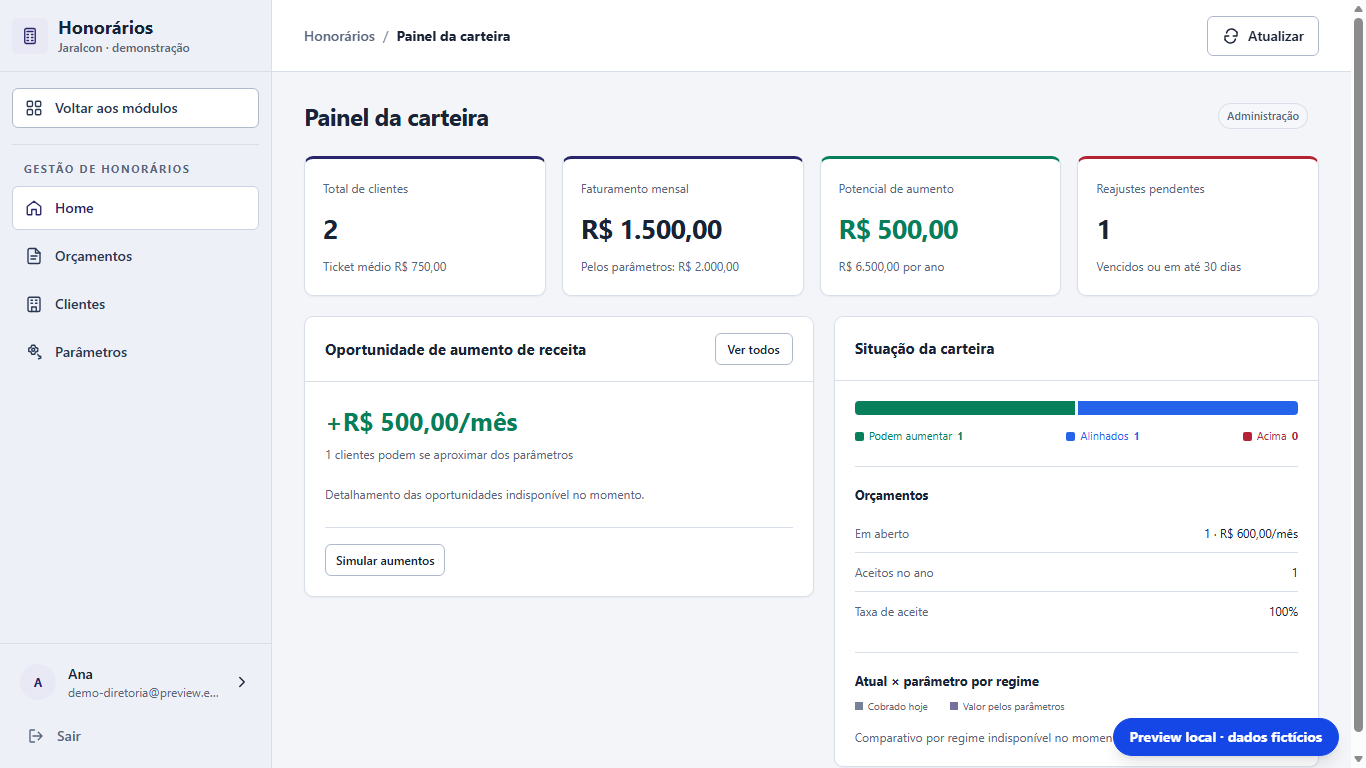 Honorários
Jaralcon · demonstração
Voltar aos módulos
GESTÃO DE HONORÁRIOS
Home
Orçamentos
Clientes
Parâmetros
A
Ana
demo-diretoria@preview.e...
Sair
Honorários / Painel da carteira
Atualizar
Painel da carteira
Administração
Total de clientes
2
Ticket médio R$ 750,00
Faturamento mensal
R$ 1.500,00
Pelos parâmetros: R$ 2.000,00
Potencial de aumento
R$ 500,00
R$ 6.500,00 por ano
Reajustes pendentes
1
Vencidos ou em até 30 dias
Oportunidade de aumento de receita
Ver todos
+R$ 500,00/mês
1 clientes podem se aproximar dos parâmetros
Detalhamento das oportunidades indisponível no momento.
Simular aumentos
Situação da carteira
Podem aumentar 1
Alinhados 1
Acima 0
Orçamentos
Em aberto 1 · R$ 600,00/mês
Aceitos no ano 1
Taxa de aceite 100%
Atual × parâmetro por regime
Cobrado hoje
Valor pelos parâmetros
Comparativo por regime indisponível no momen
Preview local · dados fictícios